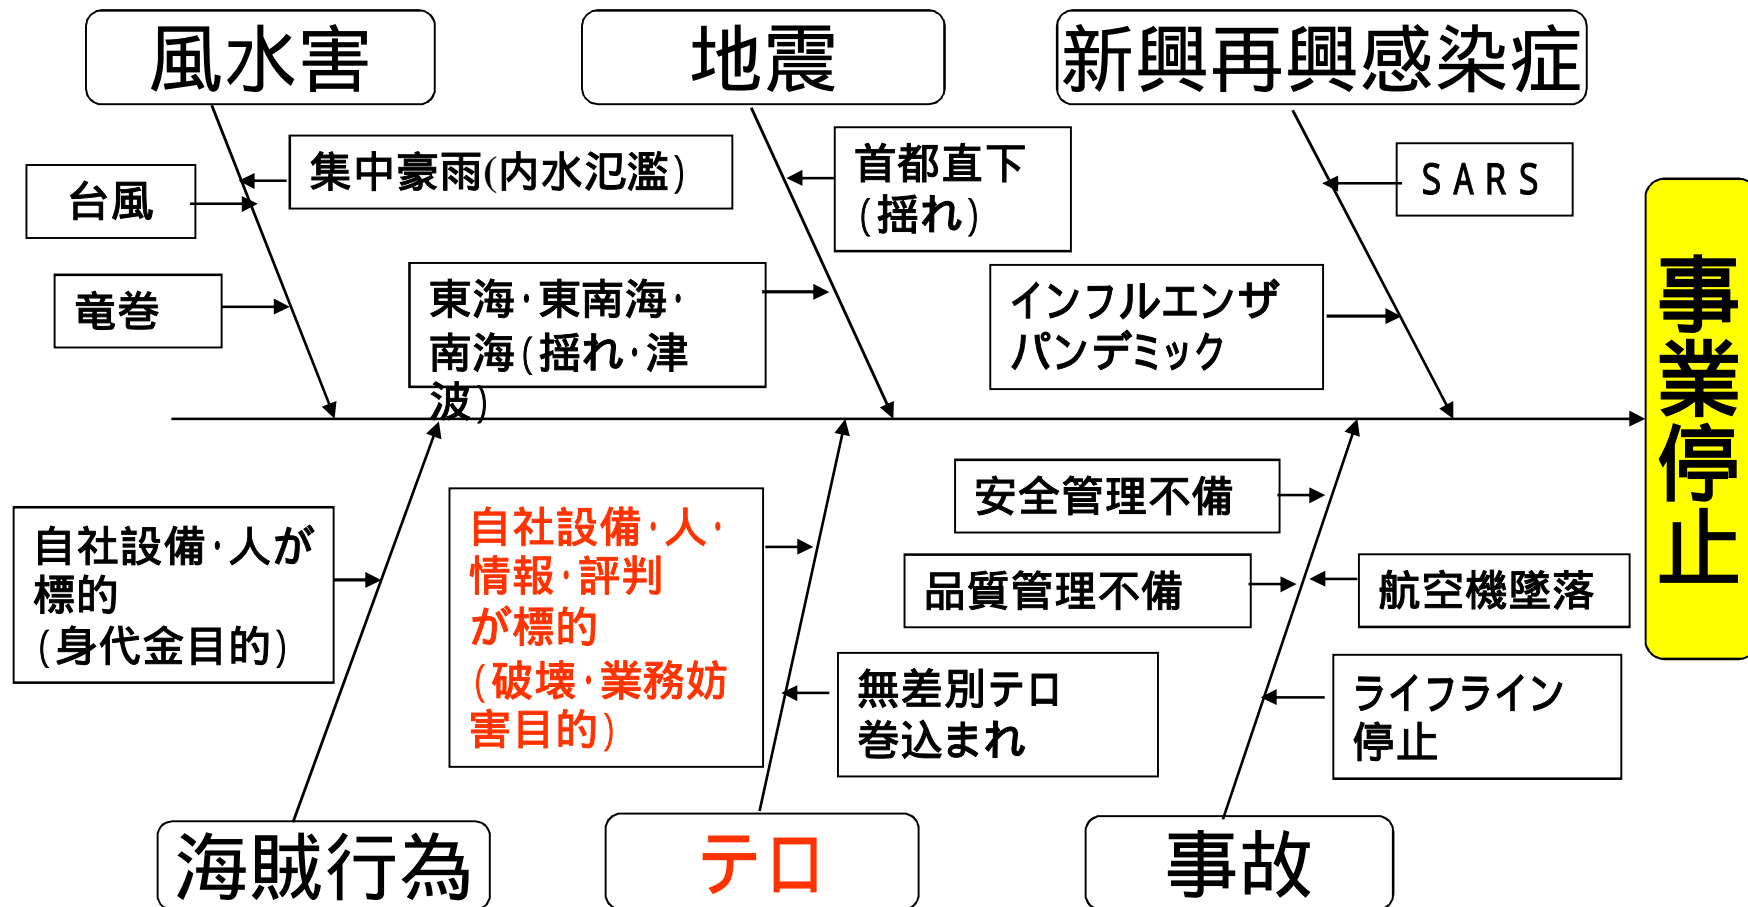 風水害
地震
新興再興感染症
集中豪雨(内水氾濫)
台風
竜巻
首都直下
(揺れ)
東海・東南海・
南海(揺れ・津
波)
SARS
インフルエンザ
パンデミック
事業停止
自社設備・人が
標的
(身代金目的)
自社設備・人・
情報・評判
が標的
(破壊・業務妨
害目的)
無差別テロ
巻込まれ
安全管理不備
品質管理不備
航空機墜落
ライフライン
停止
海賊行為
テロ
事故